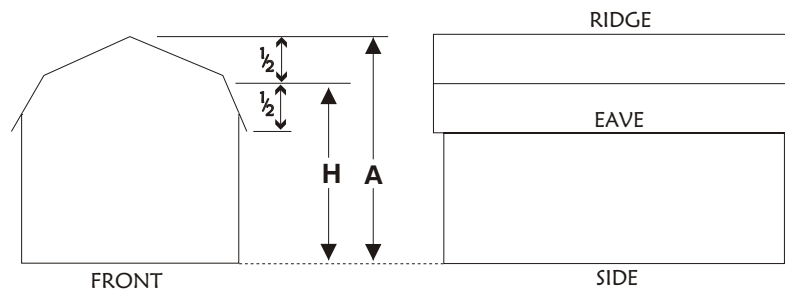 RIDGE
½
½
EAVE
H
A
FRONT
SIDE